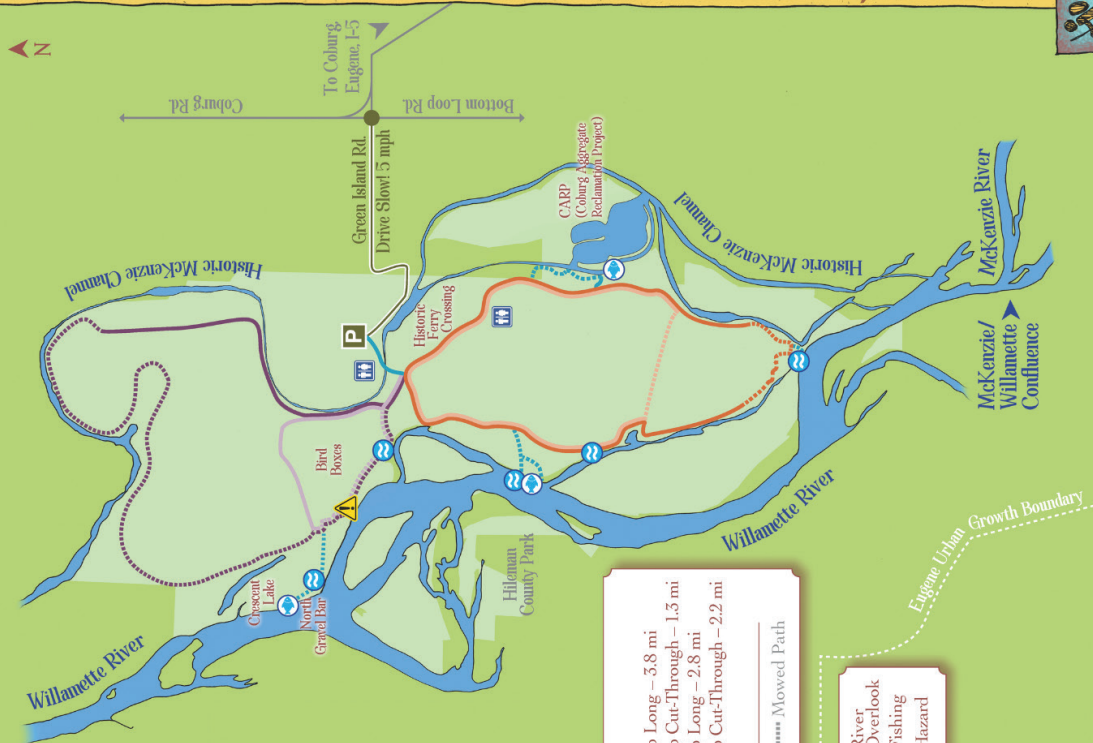 N
To Coburg,
Eugene, I-5
Coburg Rd.
Bottom Loop Rd.
Green Island Rd.
Drive Slow! 5 mph
CARP
(Coburg Aggregate
Reclamation Project)
Historic McKenzie Channel
Historic McKenzie Channel
P
Historic
Ferry
Crossing
McKenzie River
McKenzie/
Willamette
Confluence
Bird
Boxes
Crescent
Lake
North
Gravel Bar
Hileman
County Park
Willamette River
Willamette River
Eugene Urban Growth Boundary
Long – 3.8 mi
Cut-Through – 1.3 mi
Long – 2.8 mi
Cut-Through – 2.2 mi
Mowed Path
River
Overlook
Fishing
Hazard